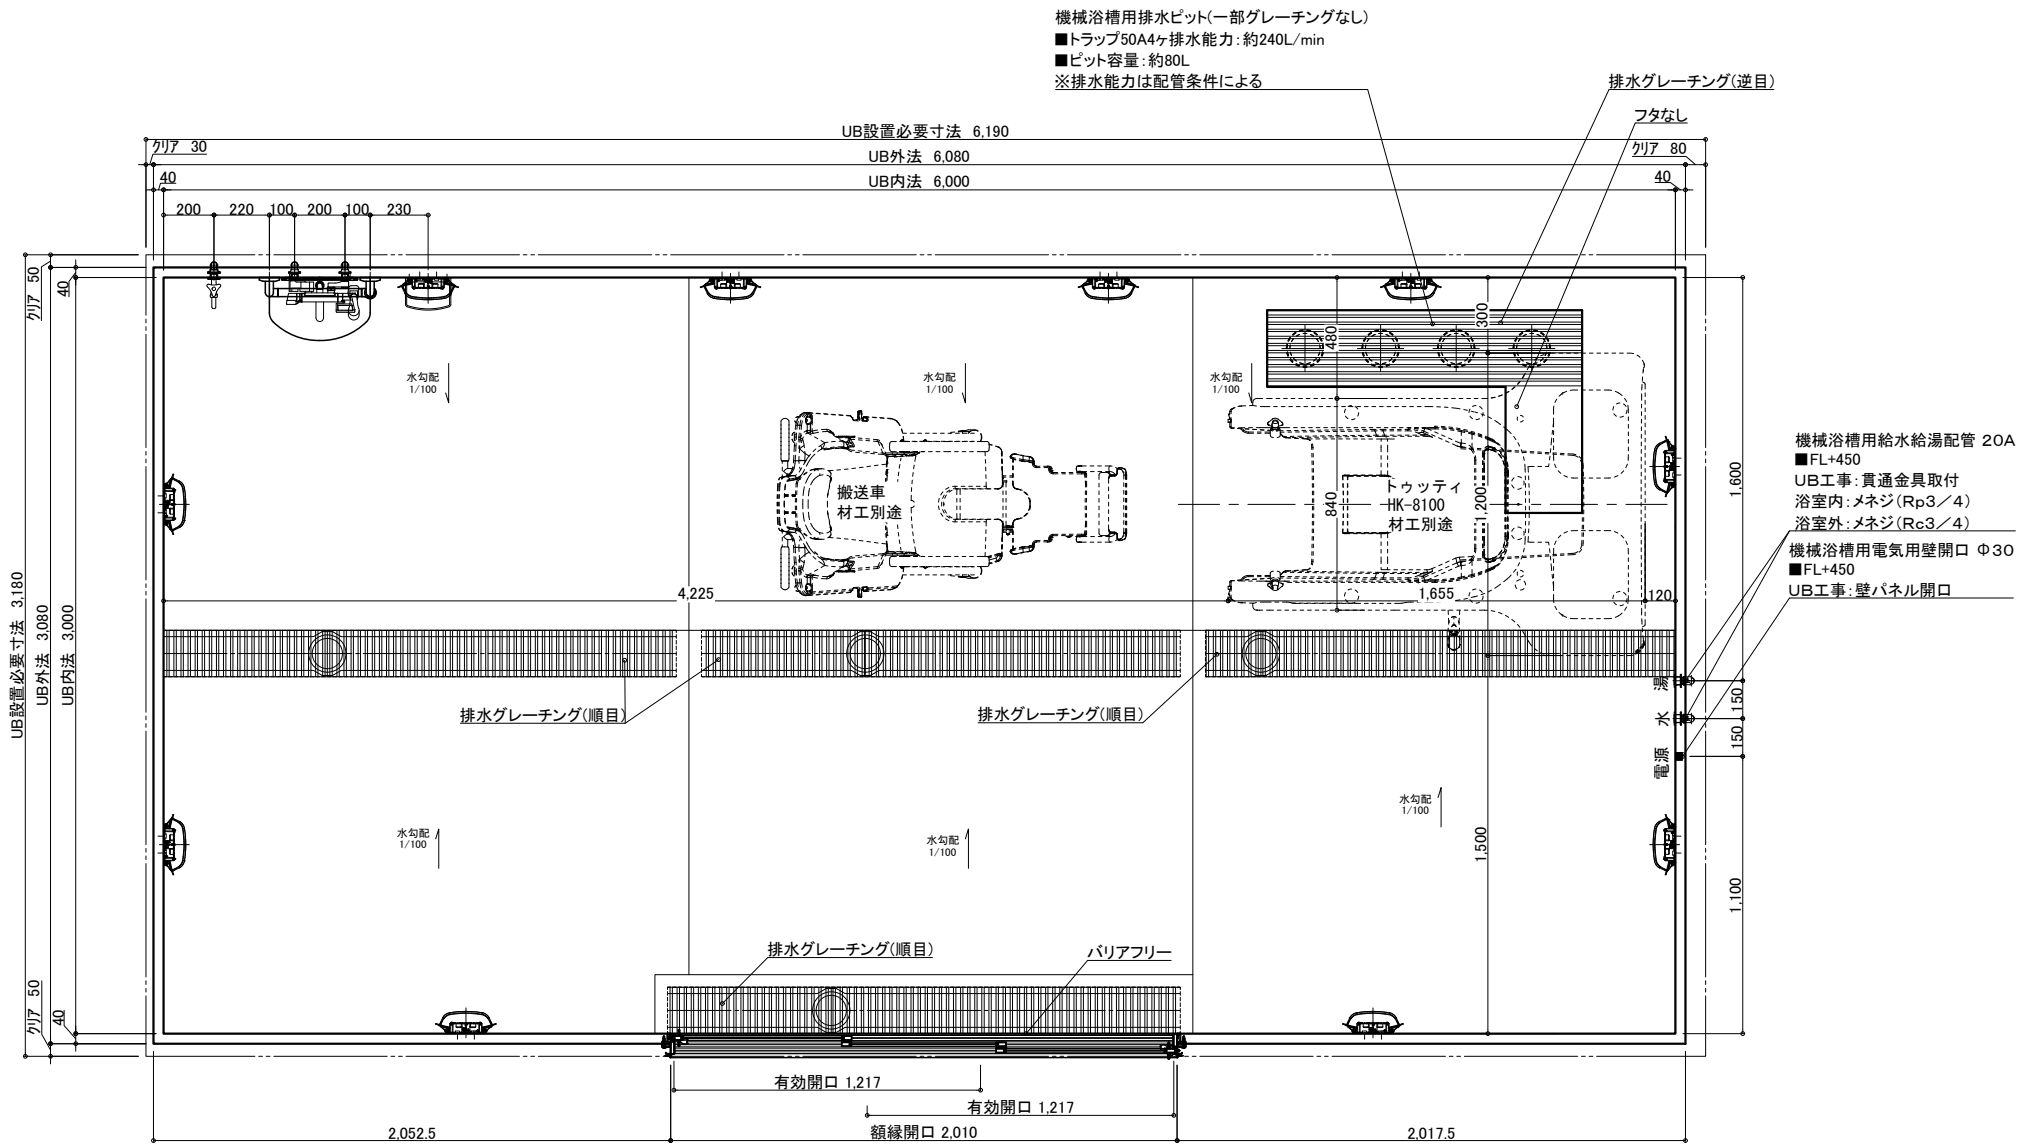 機械浴槽用排水ピット(一部グレーチングなし)
■トラップ50A4ヶ排水能力:約240L/min
■ピット容量:約80L
※排水能力は配管条件による
排水グレーチング(逆目)
フタなし
UB設置必要寸法 6,190
クリア 30
UB外法 6,080
クリア 80
40
UB内法 6,000
40
200
220
100
200
100
230
クリア 50
40
300
480
水勾配
1/100
水勾配
1/100
水勾配
1/100
機械浴槽用給水給湯配管 20A
■FL+450
UB工事:貫通金具取付
浴室内:メネジ(Rp3/4)
浴室外:メネジ(Rc3/4)
機械浴槽用電気用壁開口 Φ30
■FL+450
UB工事:壁パネル開口
1,600
搬送車
材工別途
トゥッティ
HK-8100
材工別途
840
1,200
4,225
1,655
120
UB設置必要寸法 3,180
UB外法 3,080
UB内法 3,000
排水グレーチング(順目)
排水グレーチング(順目)
湯
水
電源
150
150
水勾配
1/100
水勾配
1/100
水勾配
1/100
1,500
1,100
排水グレーチング(順目)
バリアフリー
クリア 50
40
有効開口 1,217
有効開口 1,217
2,052.5
額縁開口 2,010
2,017.5